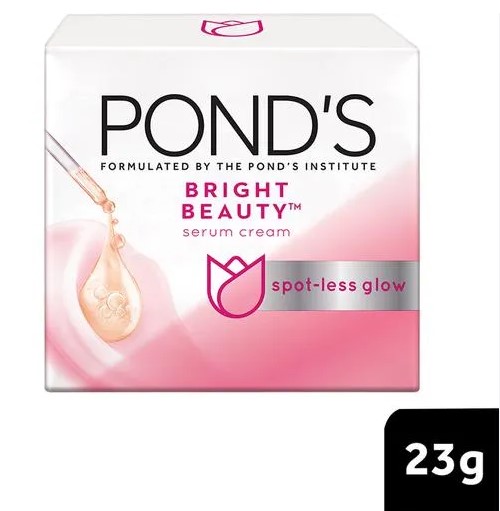 POND'S
FORMULATED BY THE POND'S INSTITUTE
BRIGHT
BEAUTY™
serum cream
spot-less glow
23g